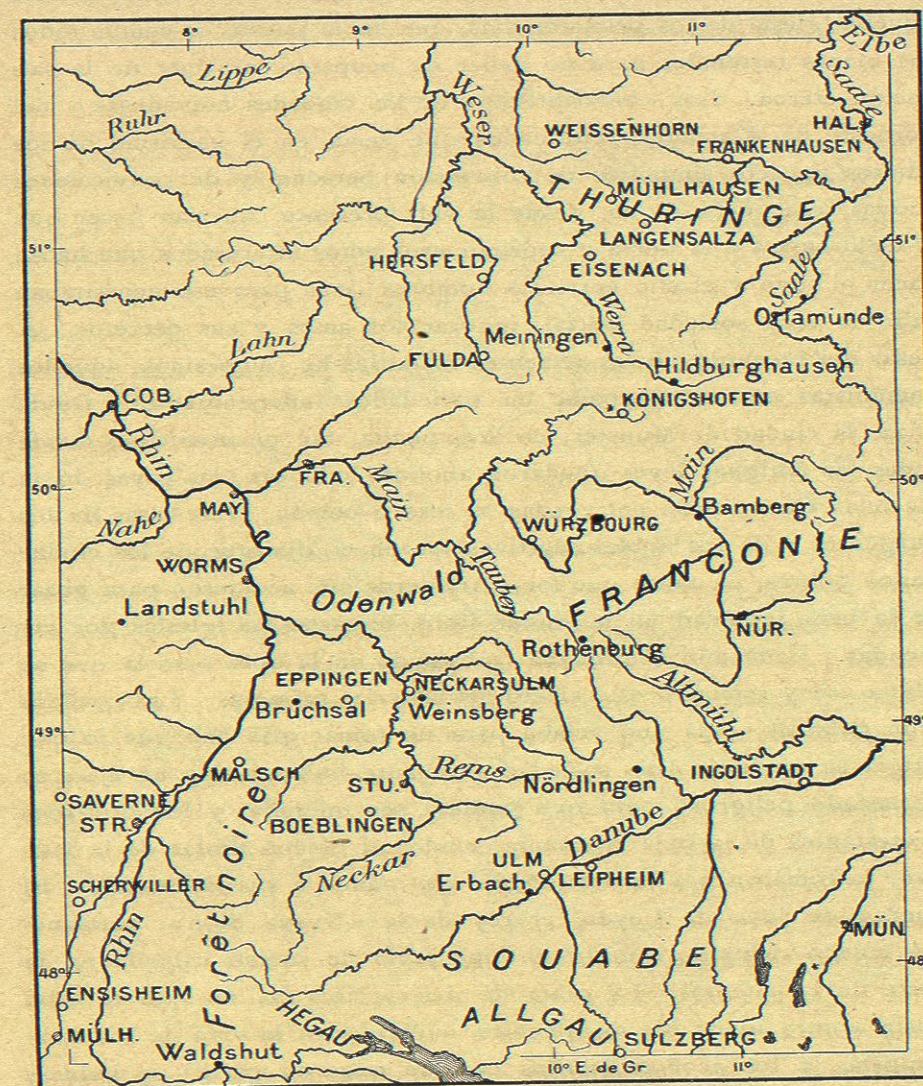 8°
9°
10°
11°
Elbe
Lippe
Weser
Saale
Ruhr
WEISSENHORN
HAL.
FRANKENHAUSEN
MÜHLHAUSEN
THURINGE
LANGENSALZA
51°
51°
HERSFELD
EISENACH
Saale
Orlamünde
Werra
Lahn
Meiningen
FULDA
Hildburghausen
COB.
KÖNIGSHOFEN
Rhin
FRA.
Main
Main
50°
50°
MAY.
Bamberg
Nahe
WÜRZBOURG
WORMS
Tauber
Odenwald
FRANCONIE
Landstuhl
NÜR.
Rothenburg
Altmühl
EPPINGEN
NECKARSULM
Bruchsal
Weinsberg
49°
49°
MALSCH
Rems
STU.
Nördlingen
INGOLSTADT
SAVERNE
STR.
BOEBLINGEN
Danube
Neckar
ULM
LEIPHEIM
Erbach
SCHERWILLER
Forêt noire
Rhin
MÜN.
48°
SOUABE
48°
ENSISHEIM
HEGAU
ALLGAU
MÜLH.
SULZBERG
Waldshut
10° E. de Gr
11°